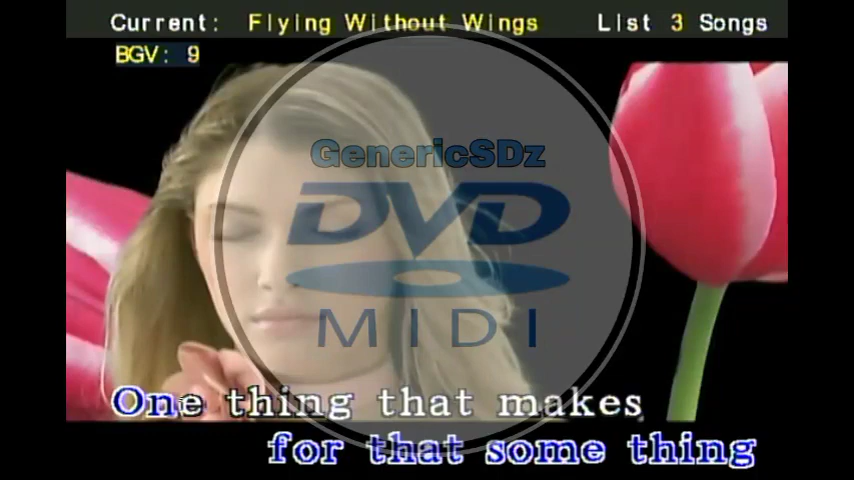 Current: Flying Without Wings List 3 Songs
BGV: 9
GenericSDz
DVD
MIDI
One thing that makes
for that some thing